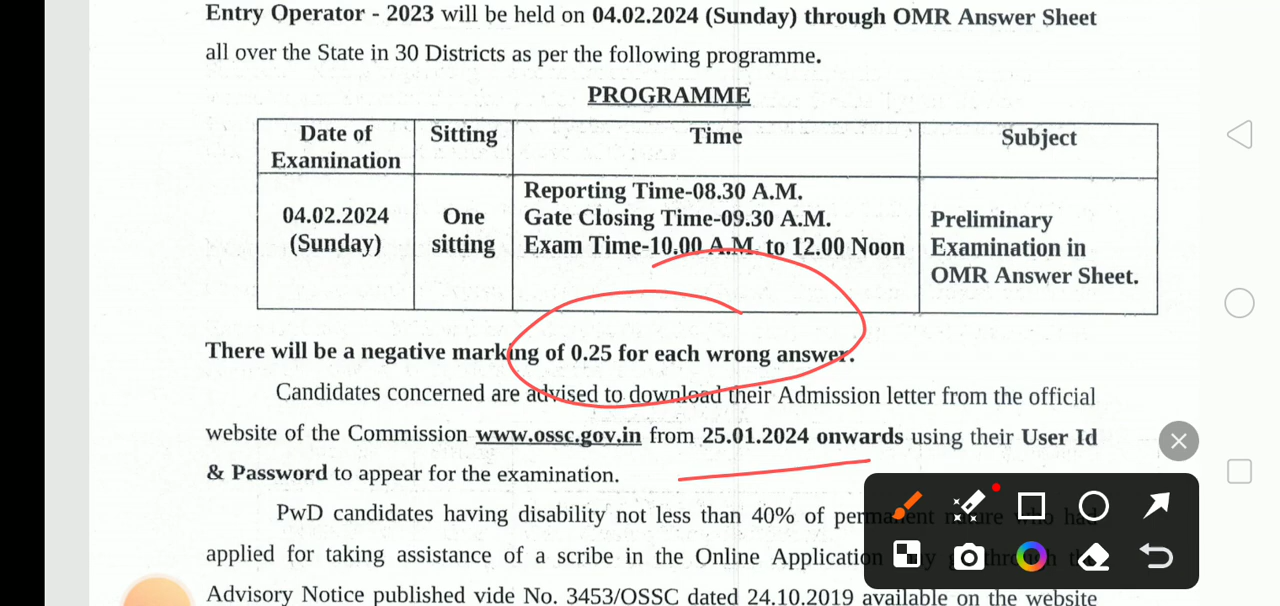 Entry Operator - 2023 will be held on 04.02.2024 (Sunday) through OMR Answer Sheet
all over the State in 30 Districts as per the following programme.
PROGRAMME
Date of Examination Sitting Time Subject
04.02.2024 (Sunday)
One sitting
Reporting Time-08.30 A.M.
Gate Closing Time-09.30 A.M.
Exam Time-10.00 A.M. to 12.00 Noon
Preliminary
Examination in
OMR Answer Sheet.
There will be a negative marking of 0.25 for each wrong answer.
Candidates concerned are advised to download their Admission letter from the official
website of the Commission www.ossc.gov.in from 25.01.2024 onwards using their User Id
& Password to appear for the examination.
PwD candidates having disability not less than 40% of permanent nature who had
applied for taking assistance of a scribe in the Online Application
Advisory Notice published vide No. 3453/OSSC dated 24.10.2019 available on the website